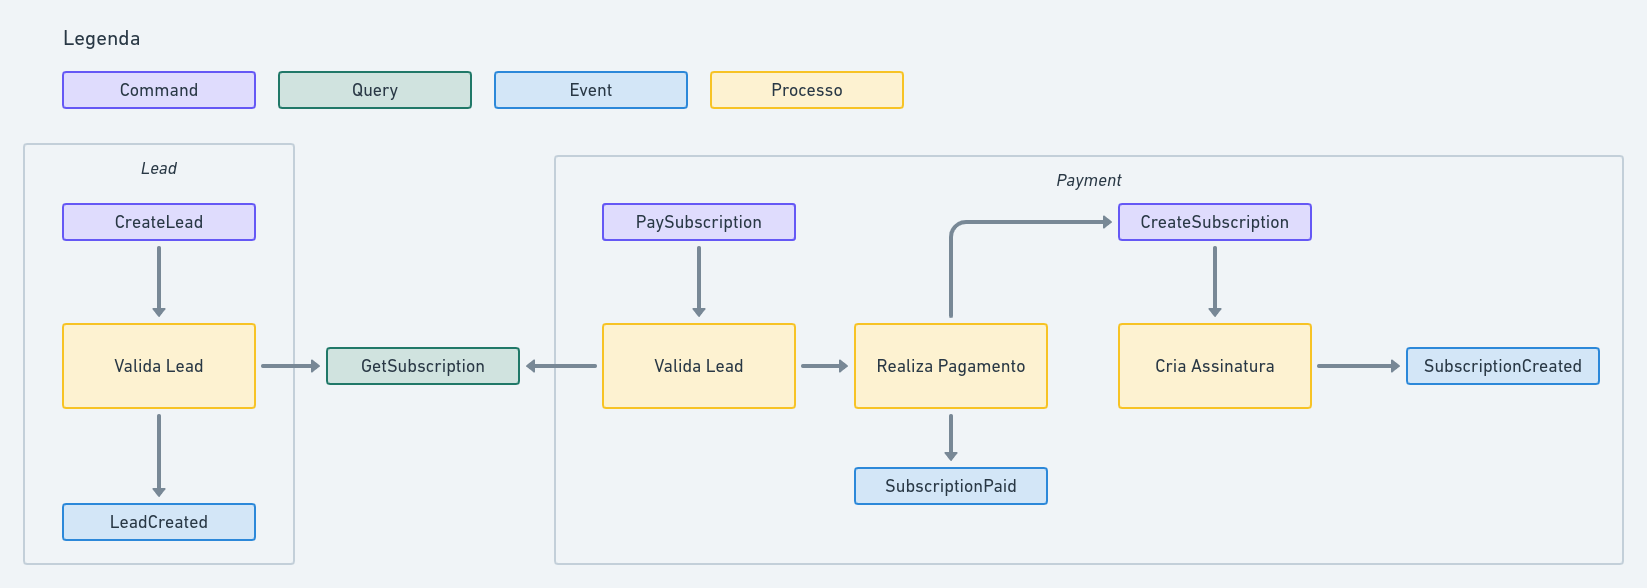 Legenda
Command
Query
Event
Processo
Lead
CreateLead
Valida Lead
LeadCreated
GetSubscription
Payment
PaySubscription
CreateSubscription
Valida Lead
Realiza Pagamento
Cria Assinatura
SubscriptionCreated
SubscriptionPaid